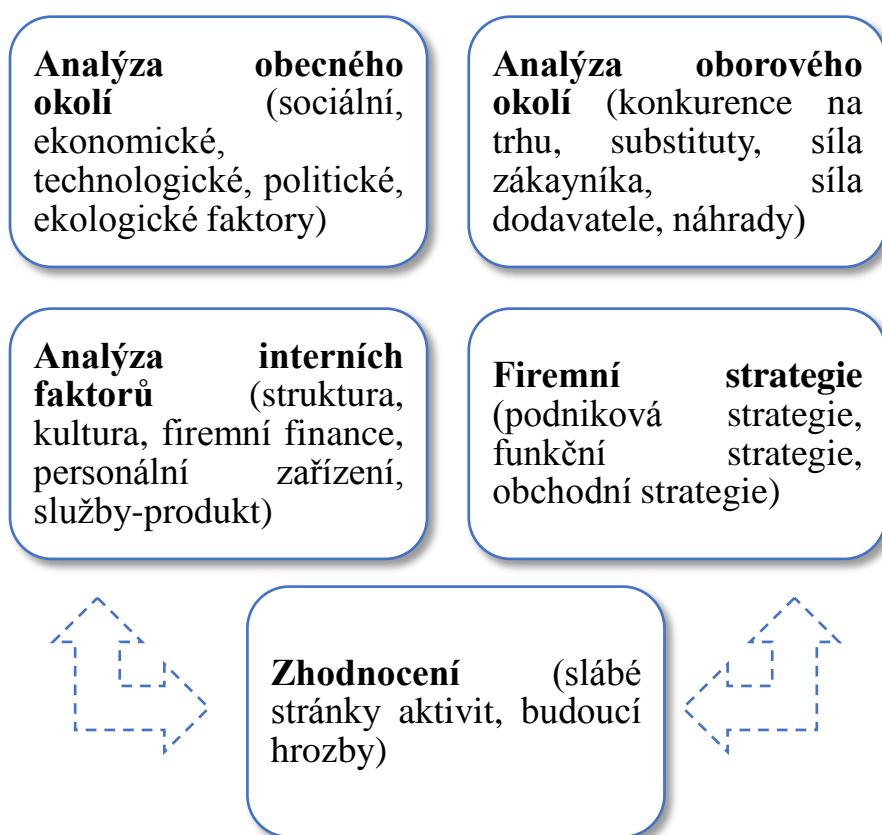 Analýza obecného
okolí (sociální,
ekonomické,
technologické, politické,
ekologické faktory)
Analýza oborového
okolí (konkurence na
trhu, substituty, síla
zákayníka, síla
dodavatele, náhrady)
Analýza interních
faktorů (struktura,
kultura, firemní finance,
personální zařízení,
služby-produkt)
Firemní strategie
(podniková strategie,
funkční strategie,
obchodní strategie)
Zhodnocení (slábé
stránky aktivit, budoucí
hrozby)